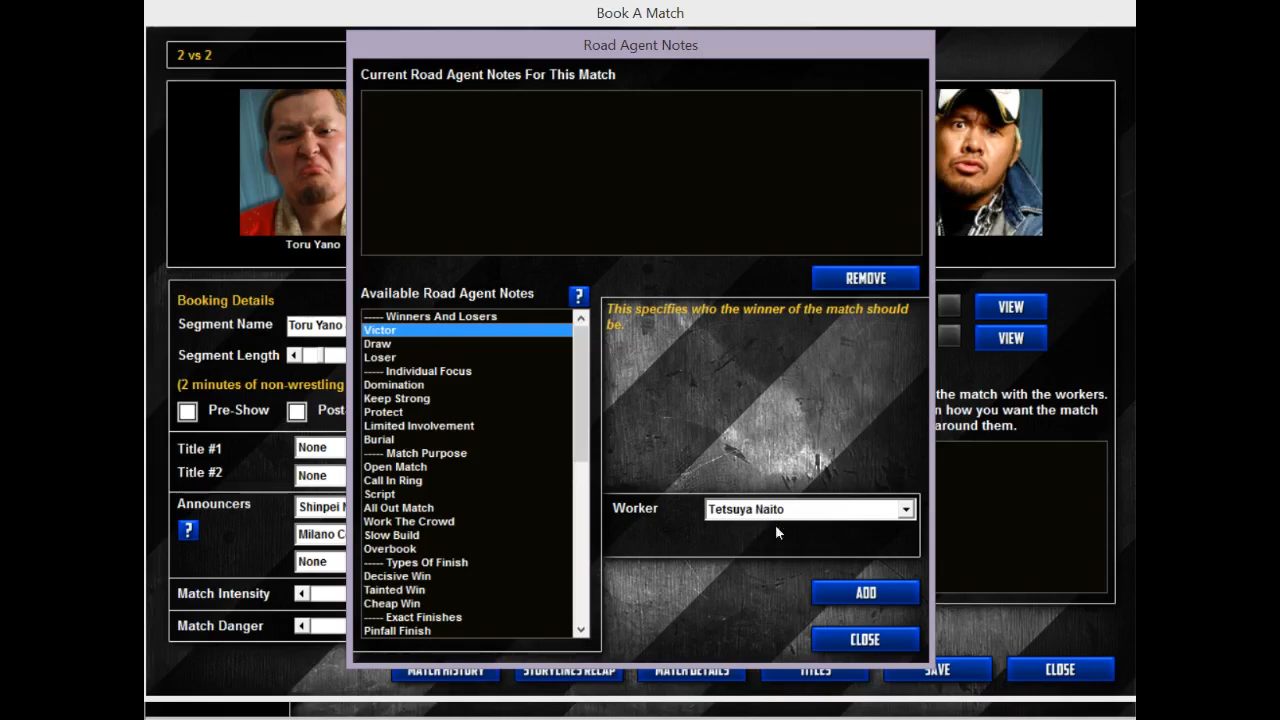 Book A Match
Road Agent Notes
2 vs 2
Current Road Agent Notes For This Match
Toru Yano
REMOVE
Available Road Agent Notes
?
----- Winners And Losers
Victor
Draw
Loser
----- Individual Focus
Domination
Keep Strong
Protect
Limited Involvement
Burial
----- Match Purpose
Open Match
Call In Ring
Script
All Out Match
Work The Crowd
Slow Build
Overbook
----- Types Of Finish
Decisive Win
Tainted Win
Cheap Win
----- Exact Finishes
Pinfall Finish
This specifies who the winner of the match should
be.
Worker
Tetsuya Naito
ADD
CLOSE
Booking Details
Segment Name
Toru Yano
Segment Length
(2 minutes of non-wrestling
Pre-Show
Post
Title #1
None
Title #2
None
Announcers
Shinpei
?
Milano C
None
Match Intensity
Match Danger
VIEW
VIEW
the match with the workers.
n how you want the match
around them.
MATCH HISTORY
STORYLINES RECAP
MATCH DETAILS
TITLES
SAVE
CLOSE